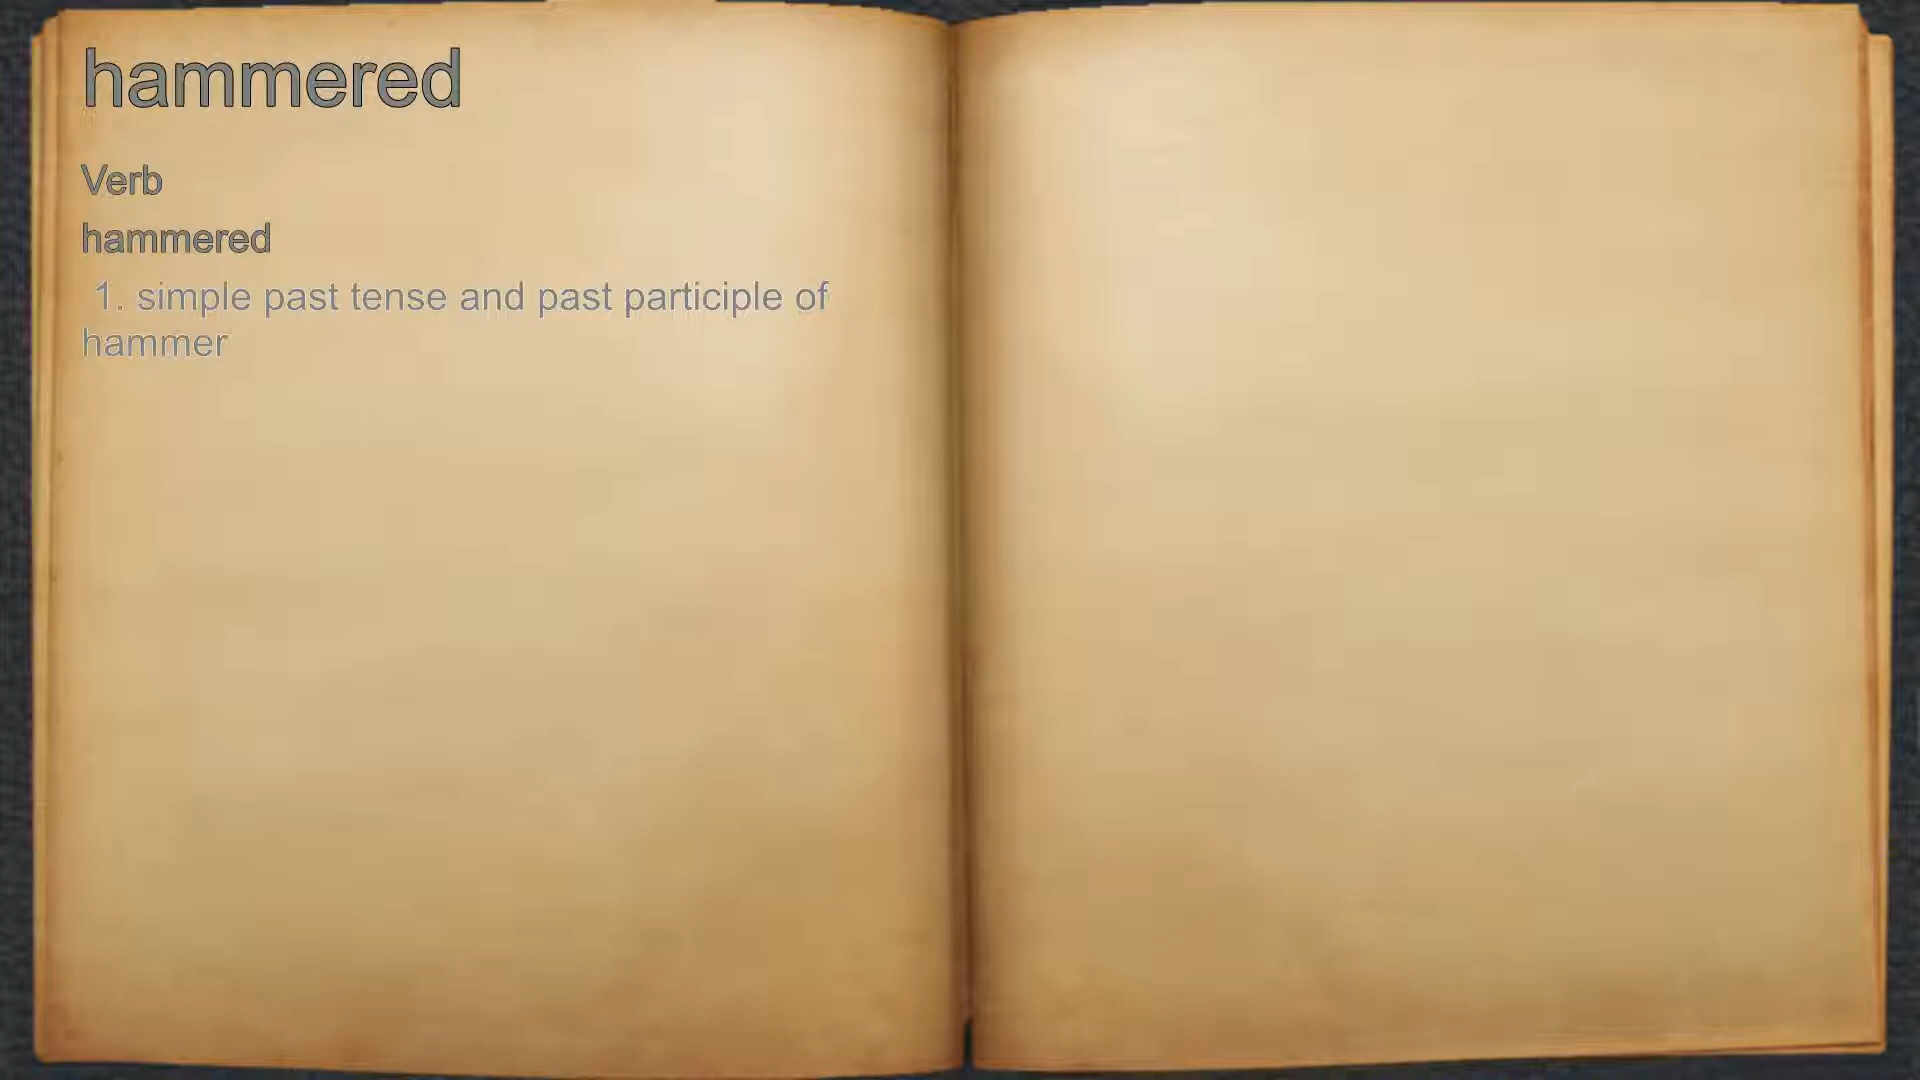 hammered
Verb
hammered
1. simple past tense and past participle of
hammer